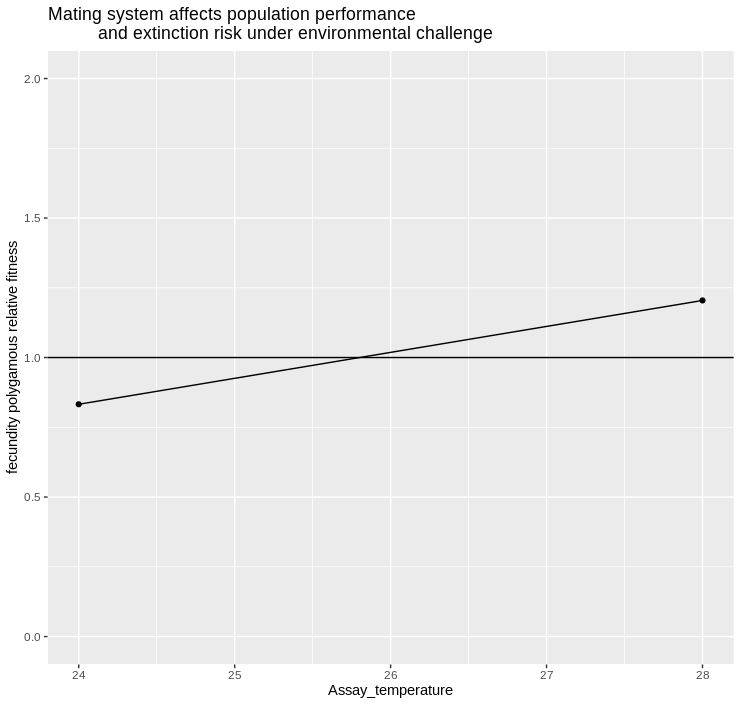 Mating system affects population performance
and extinction risk under environmental challenge
2.0
1.5
1.0
0.5
0.0
fecundity polygamous relative fitness
24 25 26 27 28
Assay_temperature